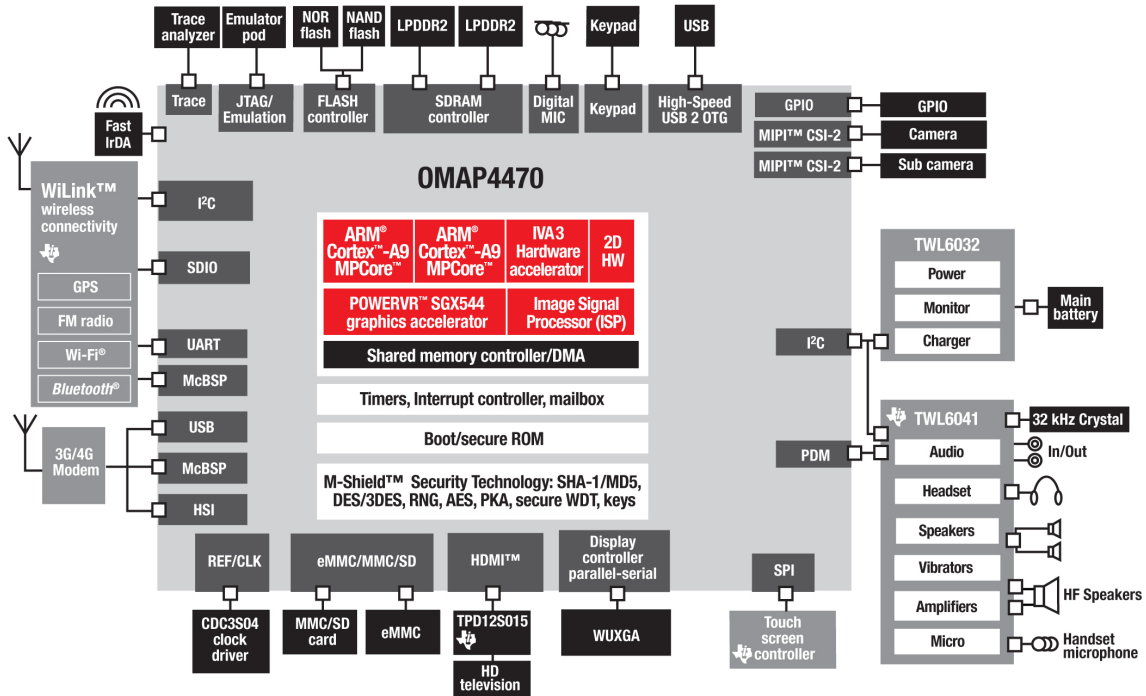 Trace
analyzer
Emulator
pod
NOR
flash
NAND
flash
LPDDR2
LPDDR2
Keypad
USB
Trace
JTAG/
Emulation
FLASH
controller
SDRAM
controller
Digital
MIC
Keypad
High-Speed
USB 2 OTG
GPIO
GPIO
MIPI™ CSI-2
Camera
MIPI™ CSI-2
Sub camera
Fast
IrDA
WiLink™
wireless
connectivity
GPS
FM radio
Wi-Fi®
Bluetooth®
I²C
SDIO
UART
McBSP
3G/4G
Modem
USB
McBSP
HSI
OMAP4470
ARM®
Cortex™-A9
MPCore™
ARM®
Cortex™-A9
MPCore™
IVA3
Hardware
accelerator
2D
HW
POWERVR™ SGX544
graphics accelerator
Image Signal
Processor (ISP)
Shared memory controller/DMA
Timers, Interrupt controller, mailbox
Boot/secure ROM
M-Shield™ Security Technology: SHA-1/MD5,
DES/3DES, RNG, AES, PKA, secure WDT, keys
I²C
PDM
TWL6032
Power
Monitor
Charger
Main
battery
TWL6041
32 kHz Crystal
Audio
In/Out
Headset
Speakers
Vibrators
Amplifiers
HF Speakers
Micro
Handset
microphone
REF/CLK
eMMC/MMC/SD
HDMI™
Display
controller
parallel-serial
SPI
CDC3S04
clock
driver
MMC/SD
card
eMMC
TPD12S015
HD
television
WUXGA
Touch
screen
controller